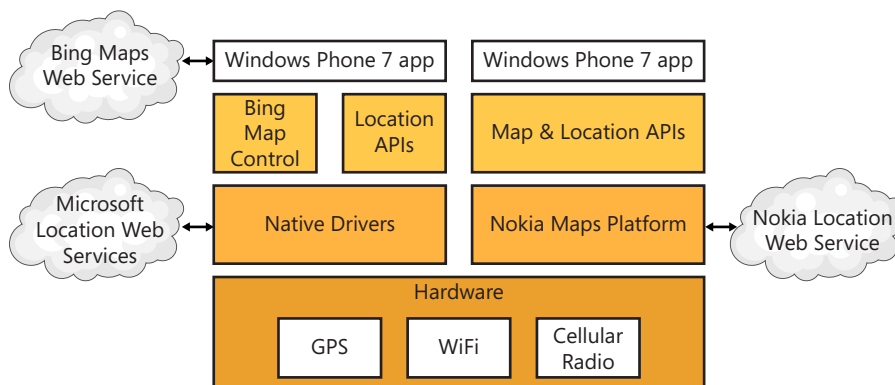 Bing Maps
Web Service
Windows Phone 7 app
Windows Phone 7 app
Bing
Map
Control
Location
APIs
Map & Location APIs
Microsoft
Location Web
Services
Native Drivers
Nokia Maps Platform
Nokia Location
Web Service
Hardware
GPS
WiFi
Cellular
Radio